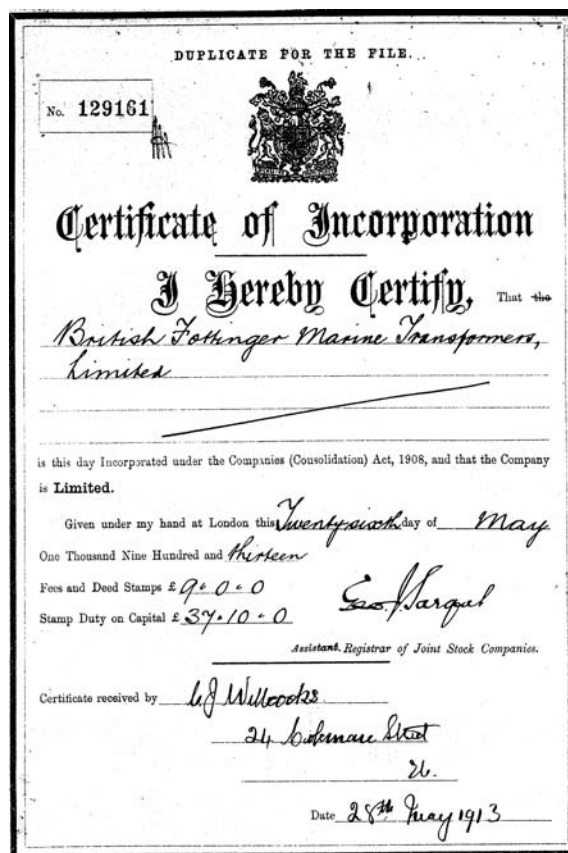 DUPLICATE FOR THE FILE.
No. 129161
Certificate of Incorporation
I Hereby Certify, That the
British Fottinger Marine Transformers,
Limited
is this day Incorporated under the Companies (Consolidation) Act, 1908, and that the Company
is Limited.
Given under my hand at London this Twenty sixth day of May
One Thousand Nine Hundred and thirteen
Fees and Deed Stamps £ 9.0.0
Stamp Duty on Capital £ 37.10.0
Geo. J. Sargent
Assistant. Registrar of Joint Stock Companies.
Certificate received by C J Willcocks
24 Street
Date 28th May 1913